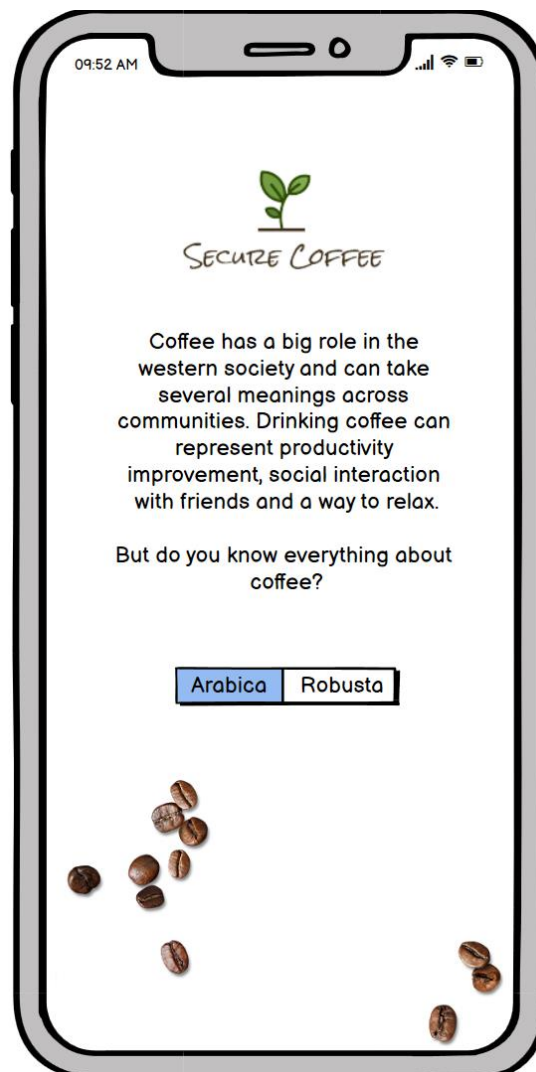 09:52 AM
Secure Coffee
Coffee has a big role in the
western society and can take
several meanings across
communities. Drinking coffee can
represent productivity
improvement, social interaction
with friends and a way to relax.
But do you know everything about
coffee?
Arabica Robusta